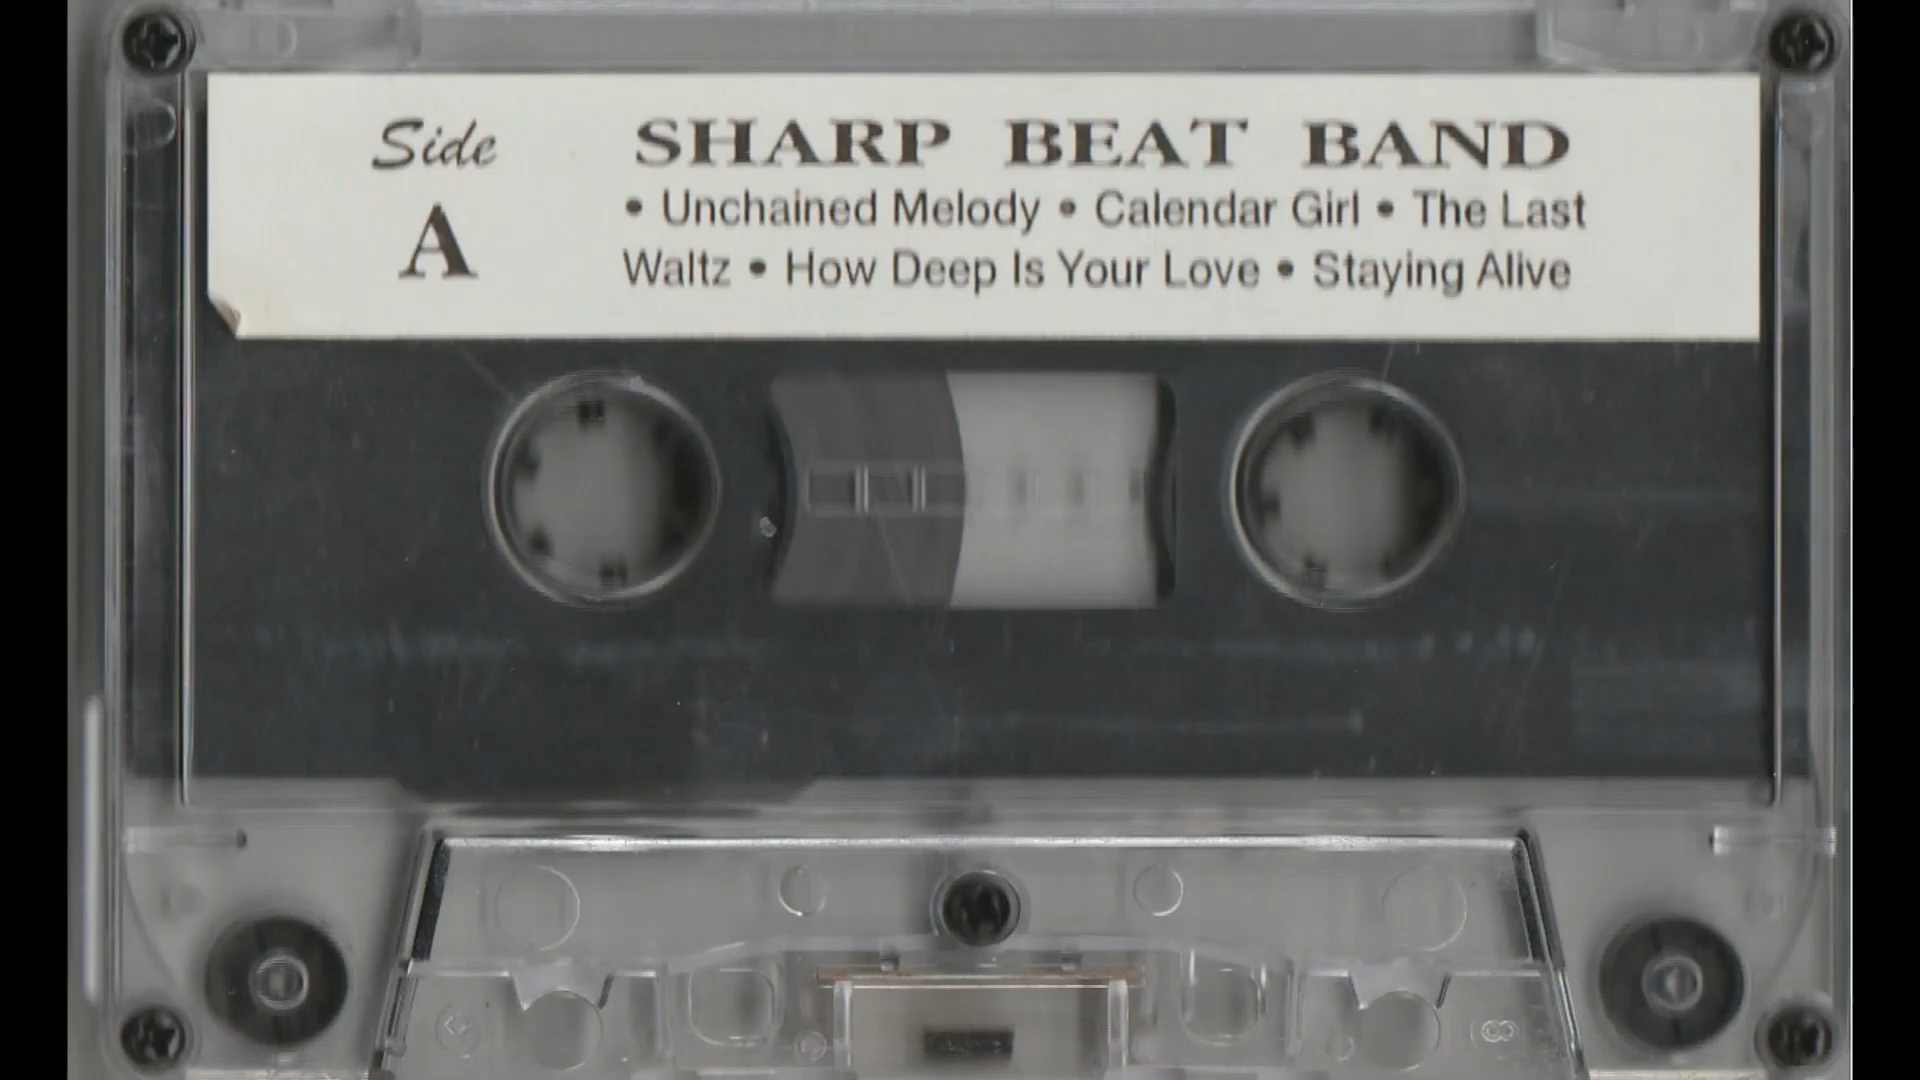 Side
A
SHARP BEAT BAND
• Unchained Melody • Calendar Girl • The Last
Waltz • How Deep Is Your Love • Staying Alive